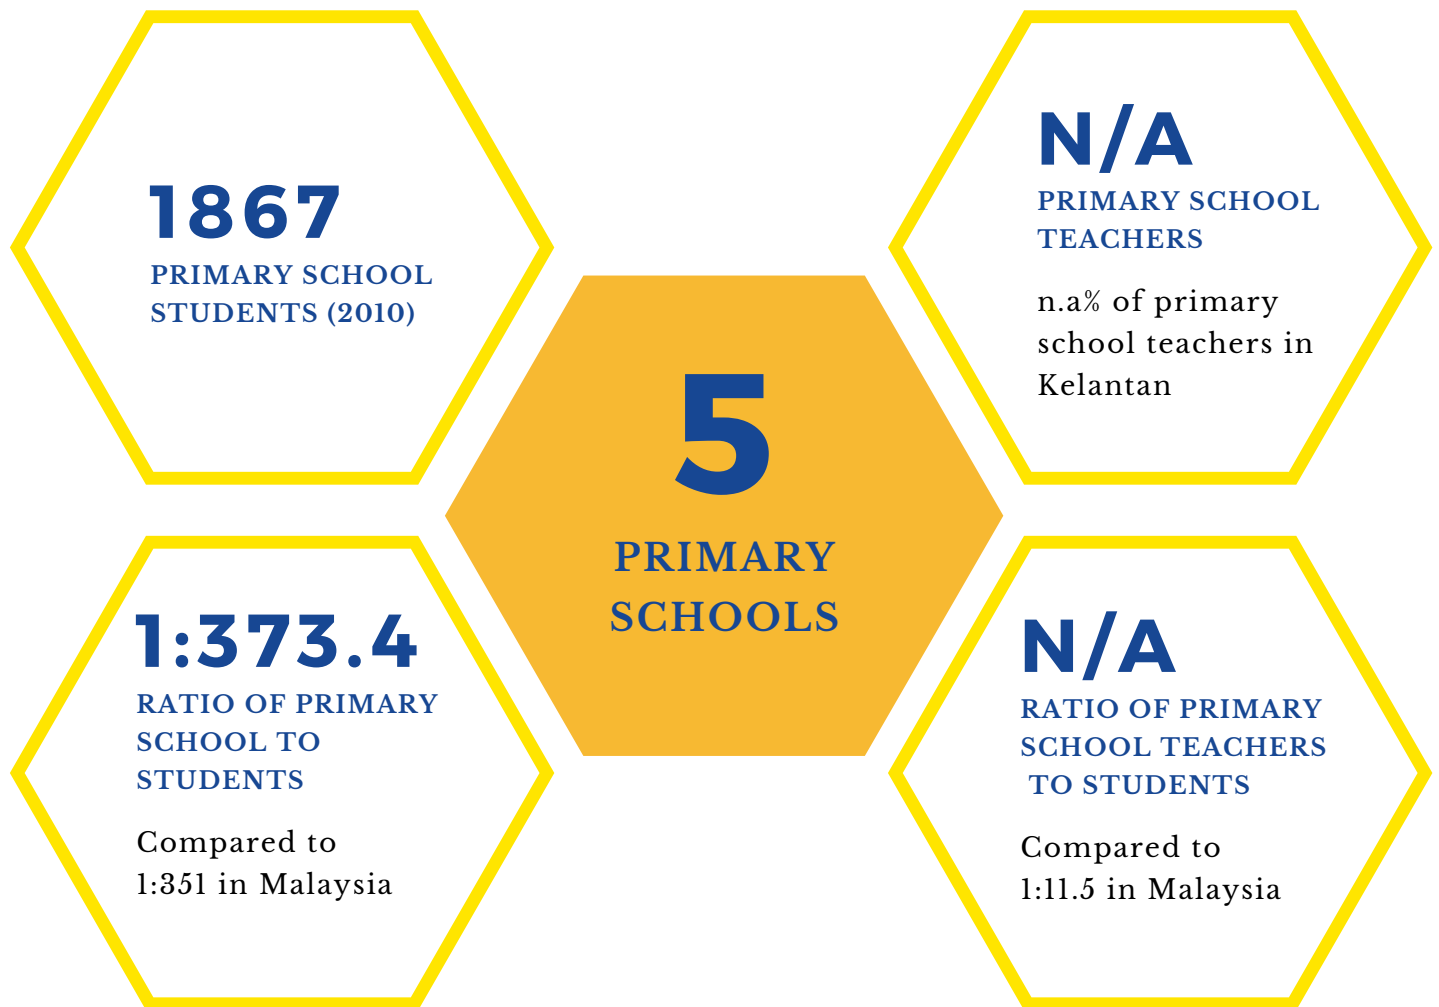 1867
PRIMARY SCHOOL
STUDENTS (2010)
N/A
PRIMARY SCHOOL
TEACHERS
n.a% of primary
school teachers in
Kelantan
5
PRIMARY
SCHOOLS
1:373.4
RATIO OF PRIMARY
SCHOOL TO
STUDENTS
Compared to
1:351 in Malaysia
N/A
RATIO OF PRIMARY
SCHOOL TEACHERS
TO STUDENTS
Compared to
1:11.5 in Malaysia